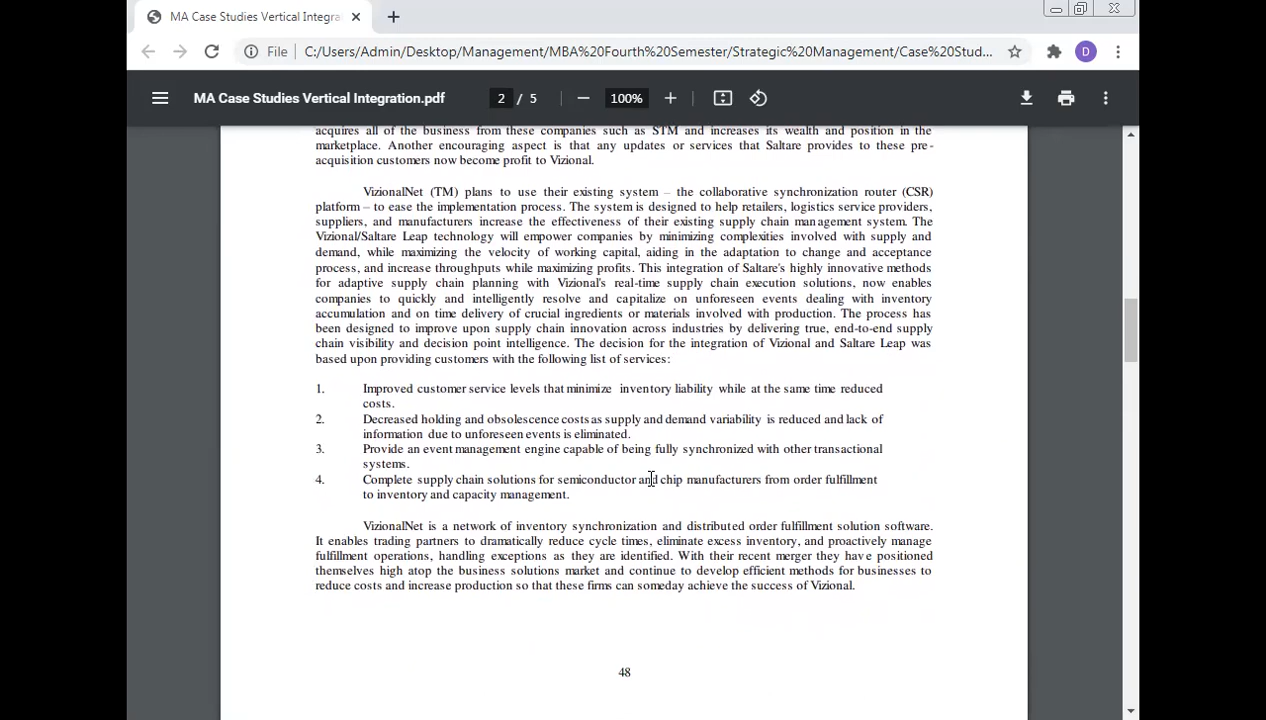 MA Case Studies Vertical Integra
File C:/Users/Admin/Desktop/Management/MBA%20Fourth%20Semester/Strategic%20Management/Case%20Stud... D
MA Case Studies Vertical Integration.pdf 2 / 5 100%
acquires all of the business from these companies such as STM and increases its wealth and position in the
marketplace. Another encouraging aspect is that any updates or services that Saltare provides to these pre-
acquisition customers now become profit to Vizional.
VizionalNet (TM) plans to use their existing system – the collaborative synchronization router (CSR)
platform – to ease the implementation process. The system is designed to help retailers, logistics service providers,
suppliers, and manufacturers increase the effectiveness of their existing supply chain management system. The
Vizional/Saltare Leap technology will empower companies by minimizing complexities involved with supply and
demand, while maximizing the velocity of working capital, aiding in the adaptation to change and acceptance
process, and increase throughputs while maximizing profits. This integration of Saltare's highly innovative methods
for adaptive supply chain planning with Vizional's real-time supply chain execution solutions, now enables
companies to quickly and intelligently resolve and capitalize on unforeseen events dealing with inventory
accumulation and on time delivery of crucial ingredients or materials involved with production. The process has
been designed to improve upon supply chain innovation across industries by delivering true, end-to-end supply
chain visibility and decision point intelligence. The decision for the integration of Vizional and Saltare Leap was
based upon providing customers with the following list of services:
1. Improved customer service levels that minimize inventory liability while at the same time reduced
costs.
2. Decreased holding and obsolescence costs as supply and demand variability is reduced and lack of
information due to unforeseen events is eliminated.
3. Provide an event management engine capable of being fully synchronized with other transactional
systems.
4. Complete supply chain solutions for semiconductor and chip manufacturers from order fulfillment
to inventory and capacity management.
VizionalNet is a network of inventory synchronization and distributed order fulfillment solution software.
It enables trading partners to dramatically reduce cycle times, eliminate excess inventory, and proactively manage
fulfillment operations, handling exceptions as they are identified. With their recent merger they have positioned
themselves high atop the business solutions market and continue to develop efficient methods for businesses to
reduce costs and increase production so that these firms can someday achieve the success of Vizional.
48